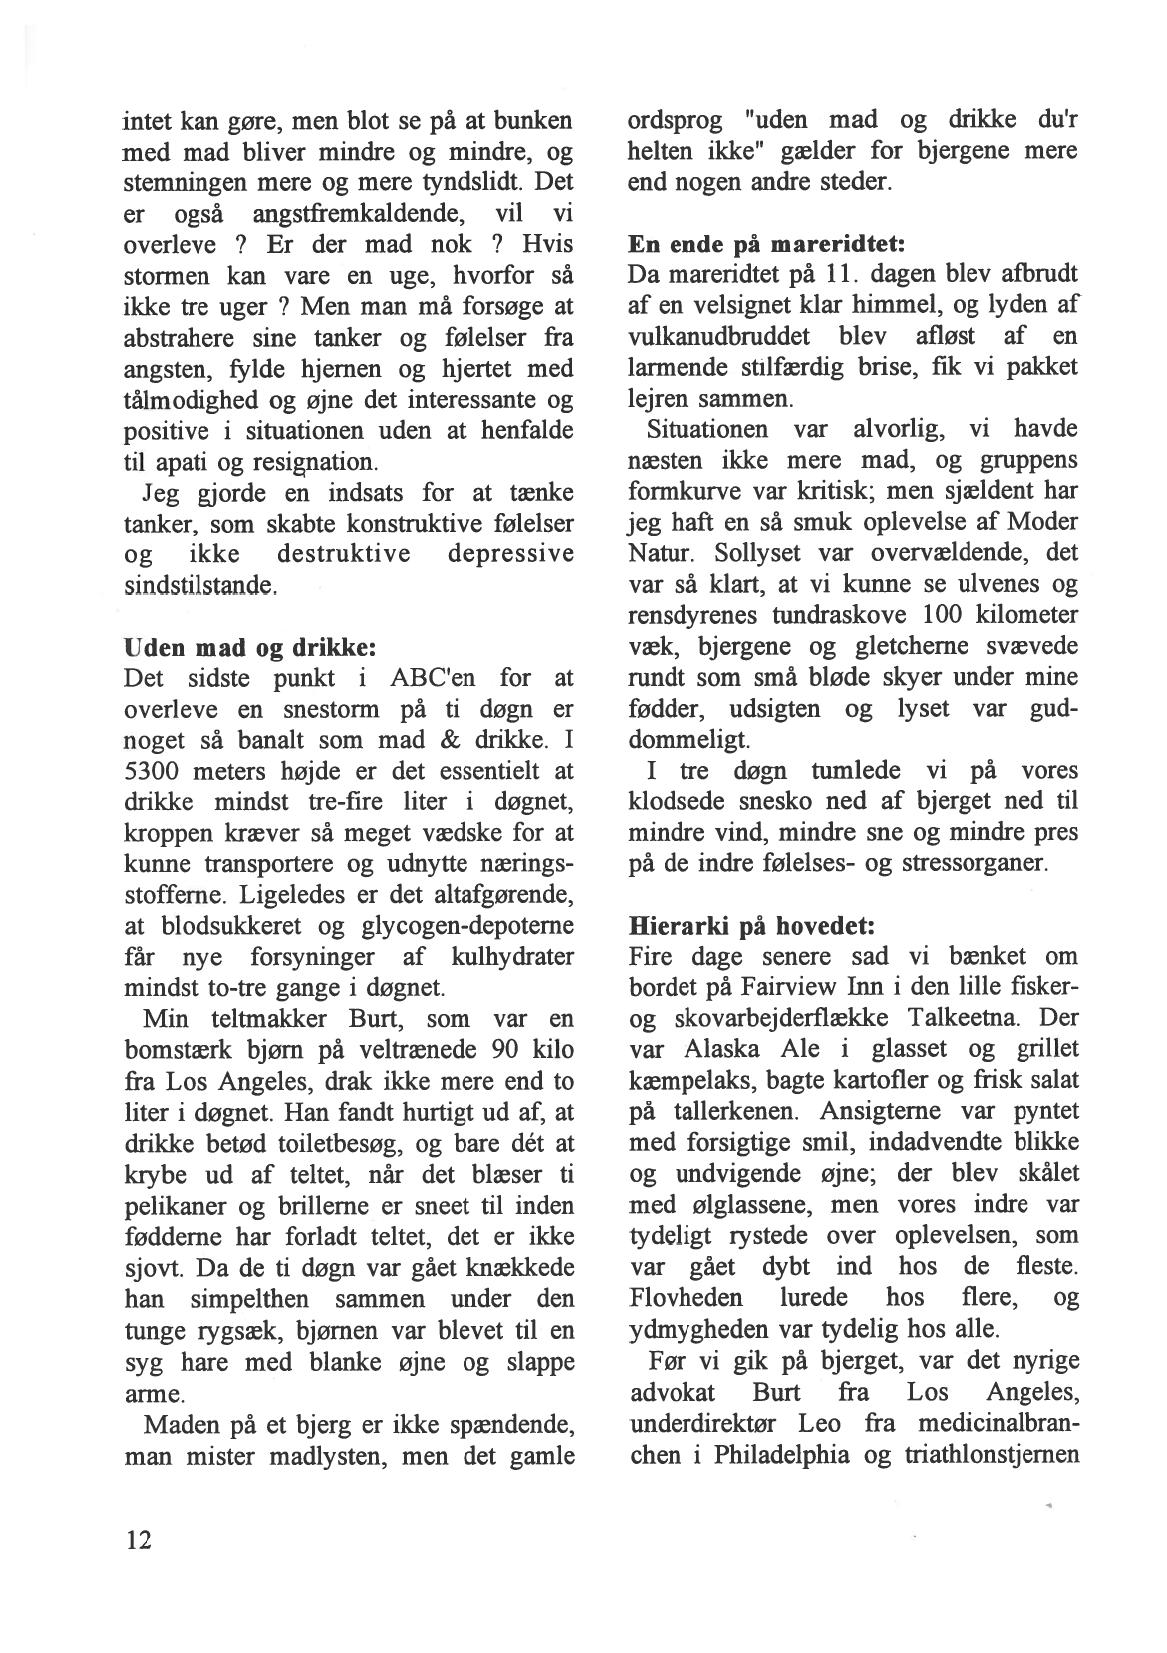 intet kan gøre, men blot se på at bunken
med mad bliver mindre og mindre, og
stemningen mere og mere tyndslidt. Det
er også angstfremkaldende, vil vi
overleve ? Er der mad nok ? Hvis
stormen kan vare en uge, hvorfor så
ikke tre uger ? Men man må forsøge at
abstrahere sine tanker og følelser fra
angsten, fylde hjernen og hjertet med
tålmodighed og øjne det interessante og
positive i situationen uden at henfalde
til apati og resignation.
Jeg gjorde en indsats for at tænke
tanker, som skabte konstruktive følelser
og ikke destruktive depressive
sindstilstande.
Uden mad og drikke:
Det sidste punkt i ABC'en for at
overleve en snestorm på ti døgn er
noget så banalt som mad & drikke. I
5300 meters højde er det essentielt at
drikke mindst tre-fire liter i døgnet,
kroppen kræver så meget vædske for at
kunne transportere og udnytte nærings-
stofferne. Ligeledes er det altafgørende,
at blodsukkeret og glycogen-depoterne
får nye forsyninger af kulhydrater
mindst to-tre gange i døgnet.
Min teltmakker Burt, som var en
bomstærk bjørn på veltrænede 90 kilo
fra Los Angeles, drak ikke mere end to
liter i døgnet. Han fandt hurtigt ud af, at
drikke betød toiletbesøg, og bare dét at
krybe ud af teltet, når det blæser ti
pelikaner og brillerne er sneet til inden
fødderne har forladt teltet, det er ikke
sjovt. Da de ti døgn var gået knækkede
han simpelthen sammen under den
tunge rygsæk, bjørnen var blevet til en
syg hare med blanke øjne og slappe
arme.
Maden på et bjerg er ikke spændende,
man mister madlysten, men det gamle
ordsprog "uden mad og drikke du'r
helten ikke" gælder for bjergene mere
end nogen andre steder.
En ende på mareridtet:
Da mareridtet på 11. dagen blev afbrudt
af en velsignet klar himmel, og lyden af
vulkanudbruddet blev afløst af en
larmende stilfærdig brise, fik vi pakket
lejren sammen.
Situationen var alvorlig, vi havde
næsten ikke mere mad, og gruppens
formkurve var kritisk; men sjældent har
jeg haft en så smuk oplevelse af Moder
Natur. Sollyset var overvældende, det
var så klart, at vi kunne se ulvenes og
rensdyrenes tundraskove 100 kilometer
væk, bjergene og gletcherne svævede
rundt som små bløde skyer under mine
fødder, udsigten og lyset var gud-
dommeligt.
I tre døgn tumlede vi på vores
klodsede snesko ned af bjerget ned til
mindre vind, mindre sne og mindre pres
på de indre følelses- og stressorganer.
Hierarki på hovedet:
Fire dage senere sad vi bænket om
bordet på Fairview Inn i den lille fisker-
og skovarbejderflække Talkeetna. Der
var Alaska Ale i glasset og grillet
kæmpelaks, bagte kartofler og frisk salat
på tallerkenen. Ansigterne var pyntet
med forsigtige smil, indadvendte blikke
og undvigende øjne; der blev skålet
med ølglassene, men vores indre var
tydeligt rystede over oplevelsen, som
var gået dybt ind hos de fleste.
Flovheden lurede hos flere, og
ydmygheden var tydelig hos alle.
Før vi gik på bjerget, var det nyrige
advokat Burt fra Los Angeles,
underdirektør Leo fra medicinalbran-
chen i Philadelphia og triathlonstjernen
12